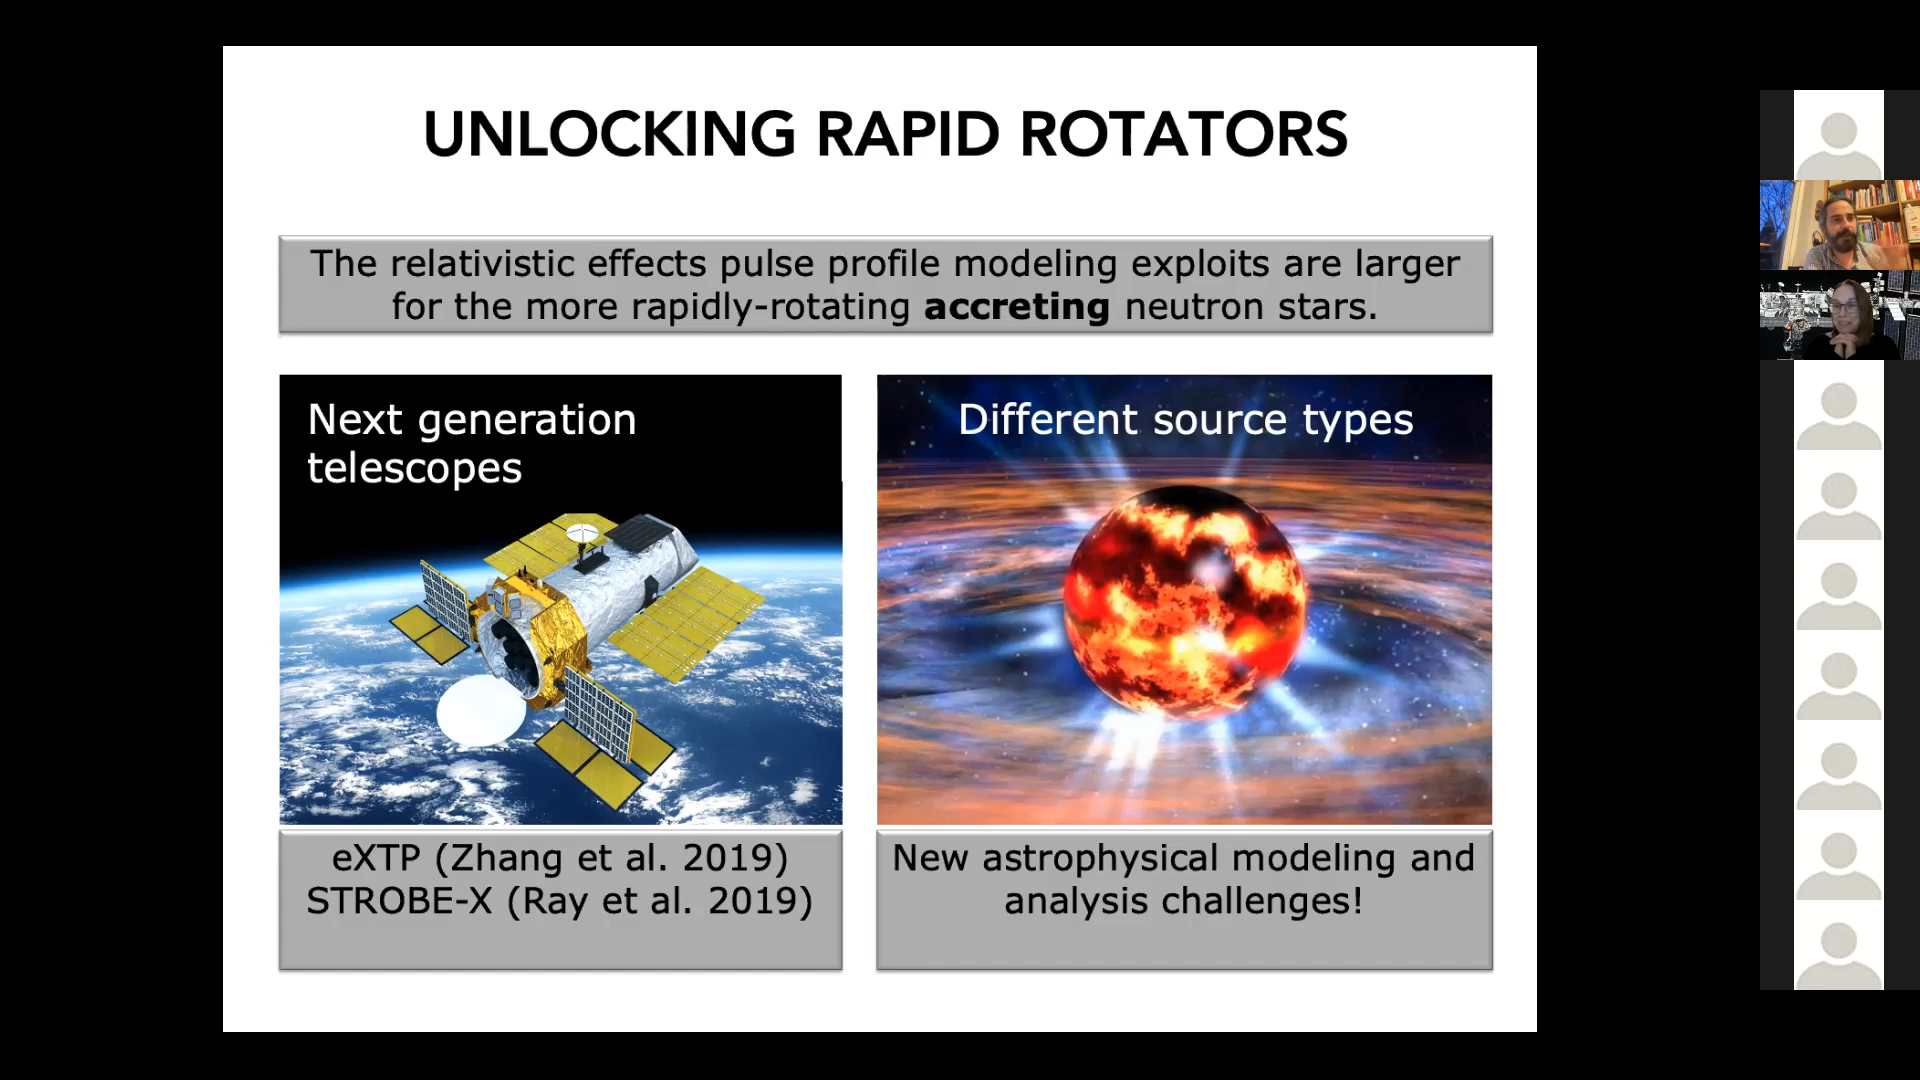 UNLOCKING RAPID ROTATORS
The relativistic effects pulse profile modeling exploits are larger
for the more rapidly-rotating accreting neutron stars.
Next generation
telescopes
Different source types
eXTP (Zhang et al. 2019)
STROBE-X (Ray et al. 2019)
New astrophysical modeling and
analysis challenges!